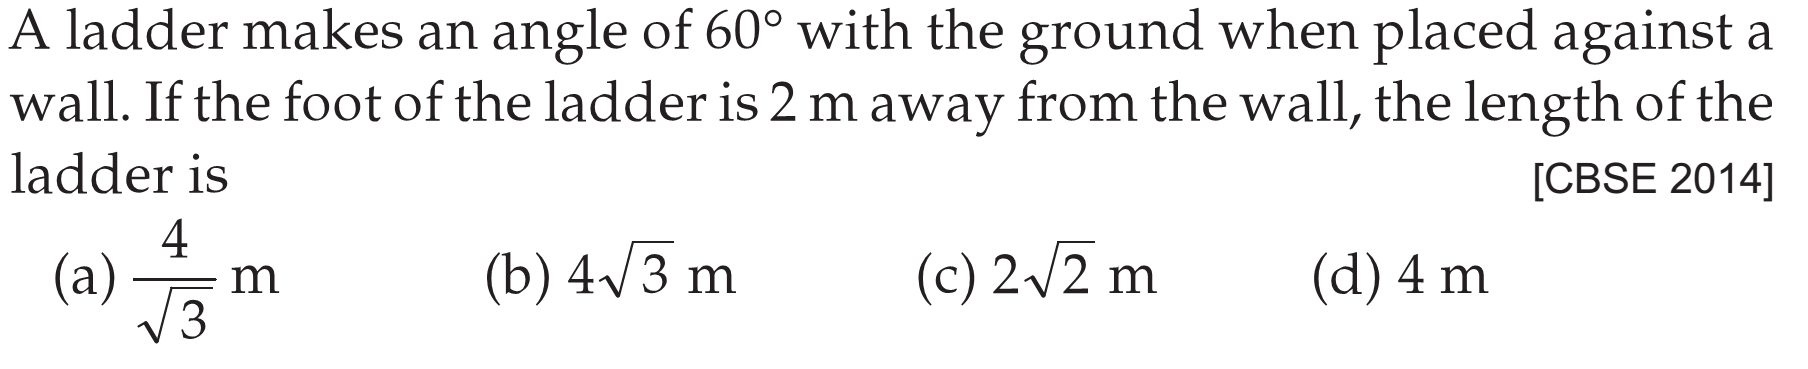 A ladder makes an angle of 60° with the ground when placed against a
wall. If the foot of the ladder is 2 m away from the wall, the length of the
ladder is [CBSE 2014]
(a) 4/√3 m (b) 4√3 m (c) 2√2 m (d) 4 m